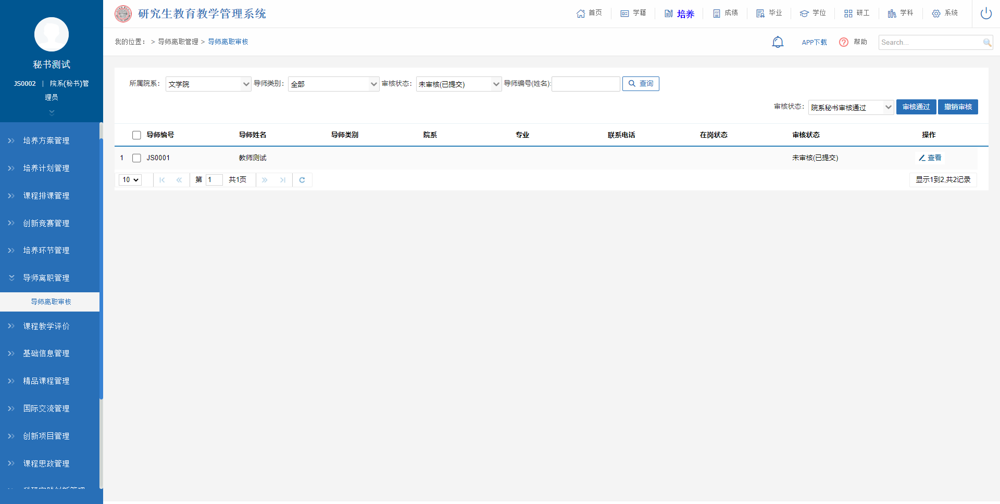 研究生教育教学管理系统
首页 学籍 培养 成绩 毕业 学位 研工 学科 系统
秘书测试
JS0002 | 院系(秘书)管
理员
我的位置： > 导师离职管理 > 导师离职审核
APP下载 帮助 Search...
培养方案管理
培养计划管理
课程排课管理
创新竞赛管理
培养环节管理
导师离职管理
导师离职审核
课程教学评价
基础信息管理
精品课程管理
国际交流管理
创新项目管理
课程思政管理
所属院系： 文学院 导师类别： 全部 审核状态： 未审核(已提交) 导师编号(姓名): 查询
审核状态： 院系秘书审核通过 审核通过 撤销审核
导师编号 导师姓名 导师类别 院系 专业 联系电话 在岗状态 审核状态 操作
1 JS0001 教师测试 未审核(已提交) 查看
10 第 1 共1页 显示1到2,共2记录